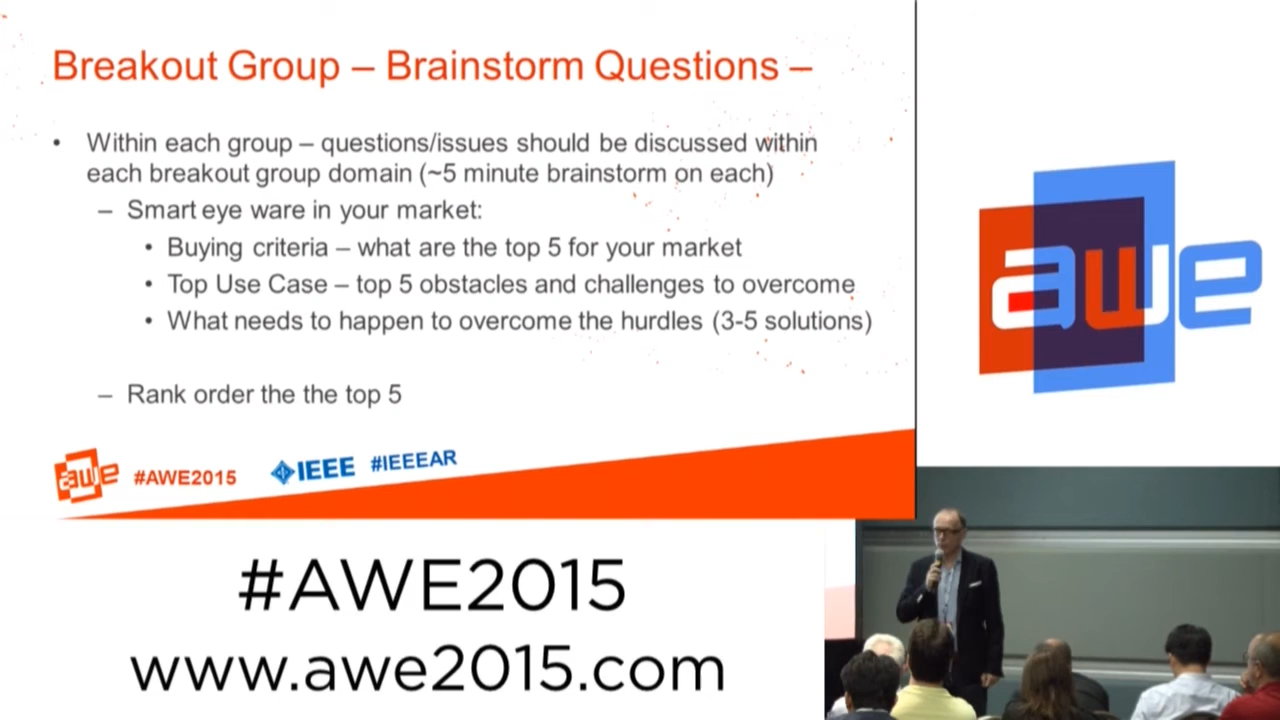 Breakout Group – Brainstorm Questions –
• Within each group – questions/issues should be discussed within
each breakout group domain (~5 minute brainstorm on each)
– Smart eye ware in your market:
• Buying criteria – what are the top 5 for your market
• Top Use Case – top 5 obstacles and challenges to overcome
• What needs to happen to overcome the hurdles (3-5 solutions)
– Rank order the the top 5
awe #AWE2015 IEEE #IEEEAR
awe
#AWE2015
www.awe2015.com